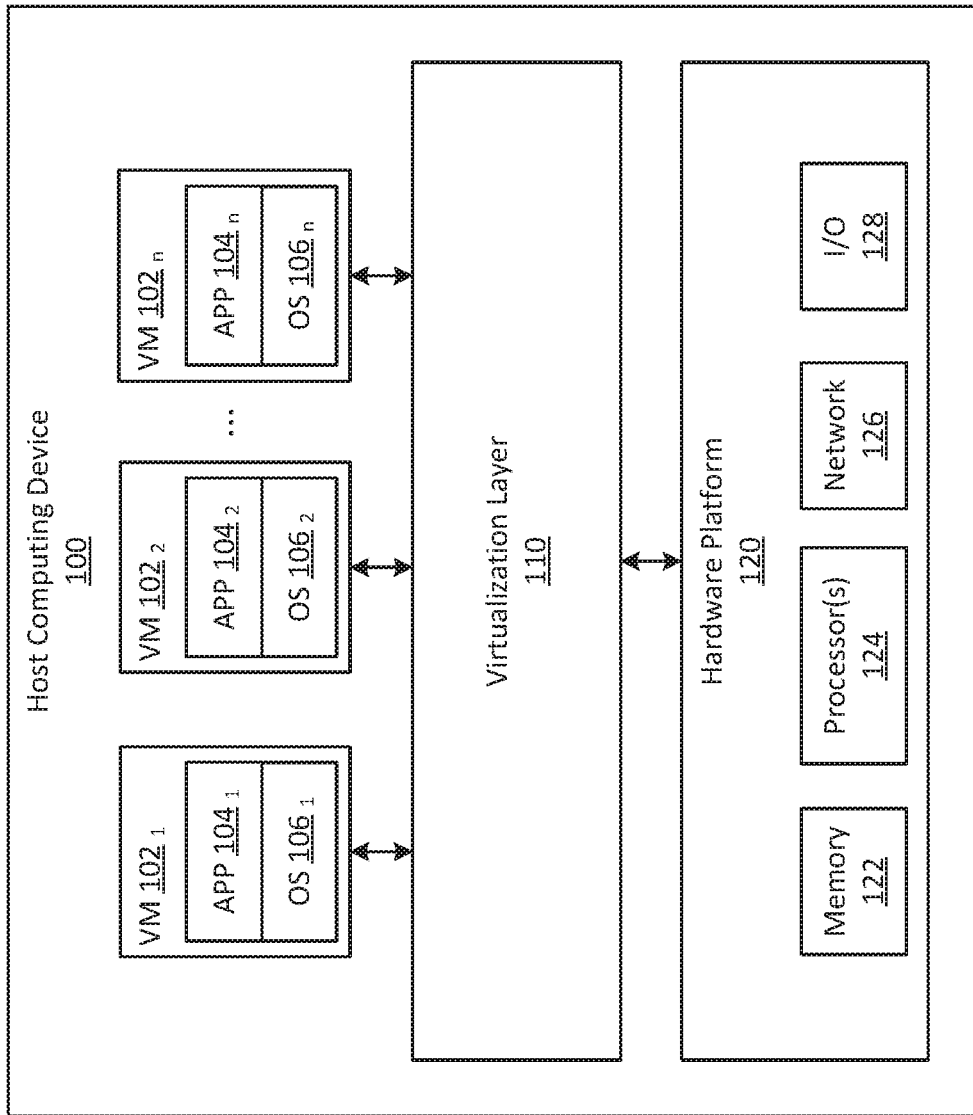 Host Computing Device
100
VM 102 1
APP 104 1
OS 106 1
VM 102 2
APP 104 2
OS 106 2
...
VM 102 n
APP 104 n
OS 106 n
Virtualization Layer
110
Hardware Platform
120
Memory
122
Processor(s)
124
Network
126
I/O
128